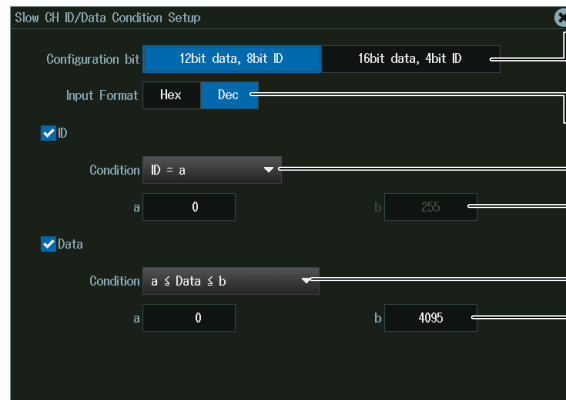 Slow CH ID/Data Condition Setup
Configuration bit 12bit data, 8bit ID 16bit data, 4bit ID
Input Format Hex Dec
ID
Condition ID = a
a 0 b 255
Data
Condition a ≤ Data ≤ b
a 0 b 4095